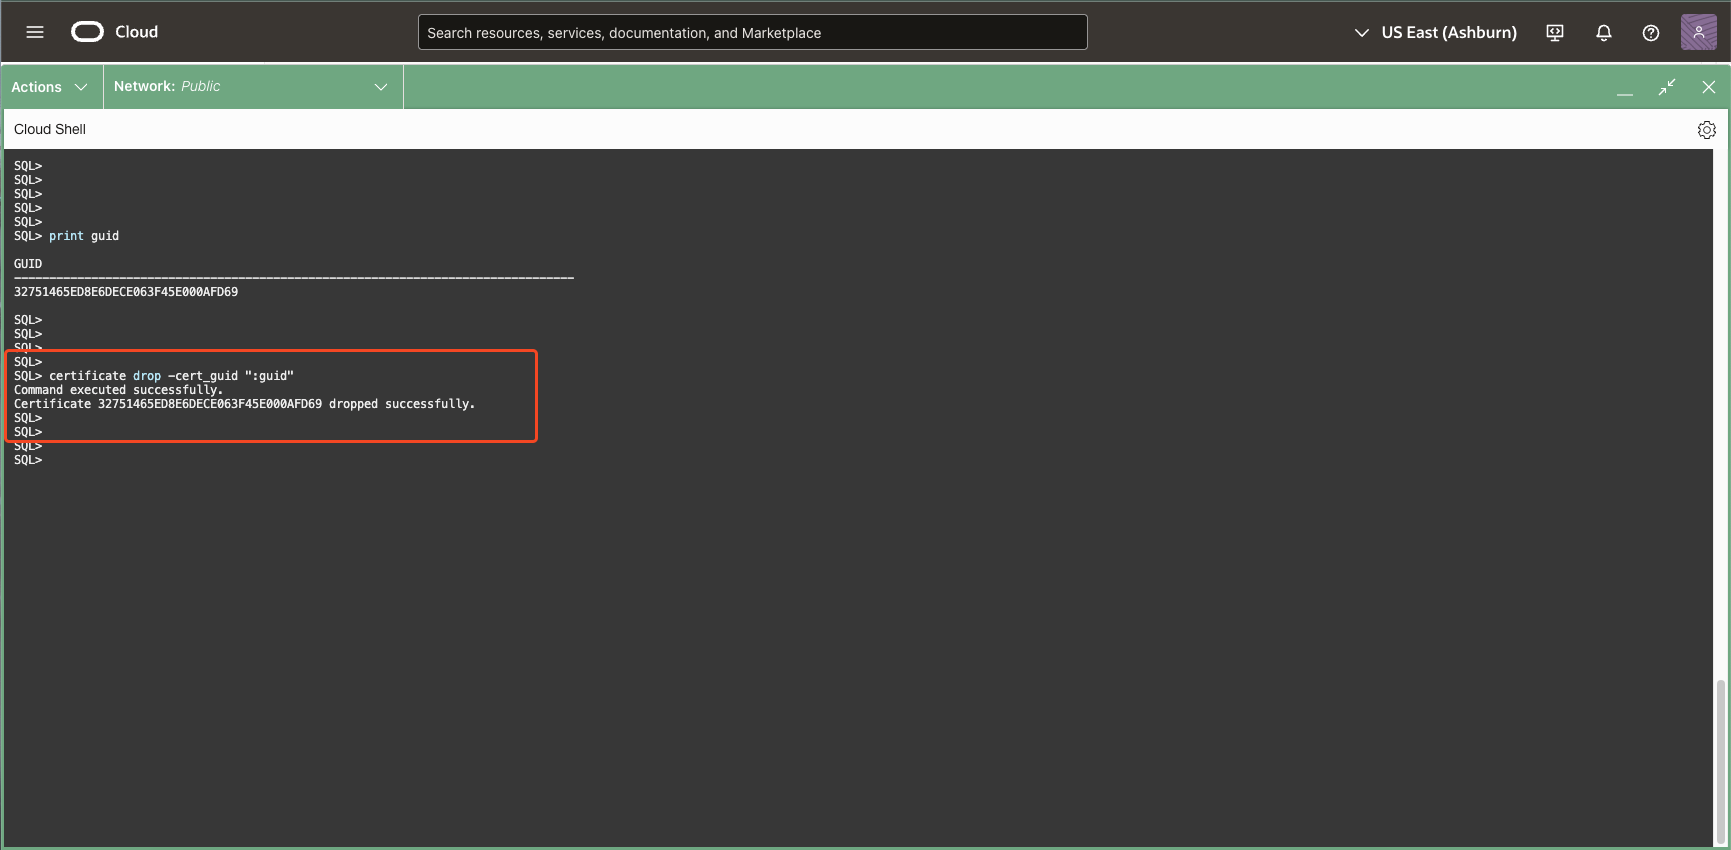 Cloud
Search resources, services, documentation, and Marketplace
US East (Ashburn)
Actions
Network: Public
Cloud Shell
SQL>
SQL>
SQL>
SQL>
SQL>
SQL> print guid
GUID
--------------------------------------------------------------------------------
32751465ED8E6DECE063F45E000AFD69
SQL>
SQL>
SQL>
SQL>
SQL> certificate drop -cert_guid ":guid"
Command executed successfully.
Certificate 32751465ED8E6DECE063F45E000AFD69 dropped successfully.
SQL>
SQL>
SQL>
SQL>